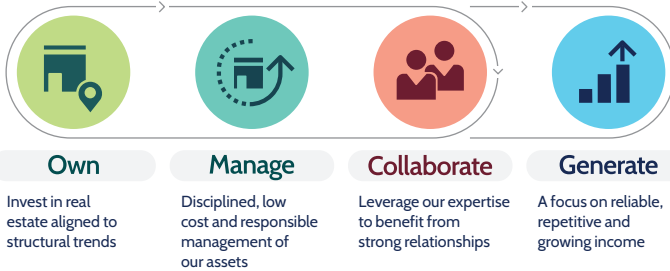 Own
Invest in real
estate aligned to
structural trends
Manage
Disciplined, low
cost and responsible
management of
our assets
Collaborate
Leverage our expertise
to benefit from
strong relationships
Generate
A focus on reliable,
repetitive and
growing income